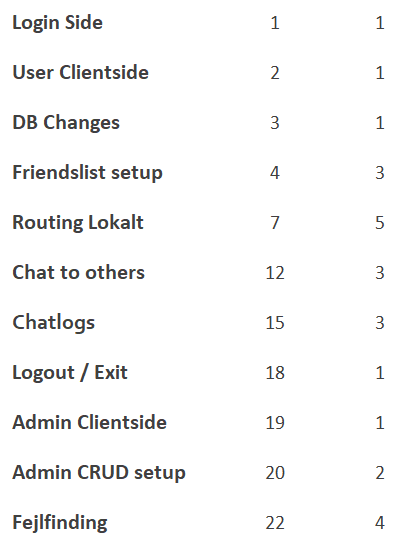 Login Side 1 1
User Clientside 2 1
DB Changes 3 1
Friendslist setup 4 3
Routing Lokalt 7 5
Chat to others 12 3
Chatlogs 15 3
Logout / Exit 18 1
Admin Clientside 19 1
Admin CRUD setup 20 2
Fejlfinding 22 4